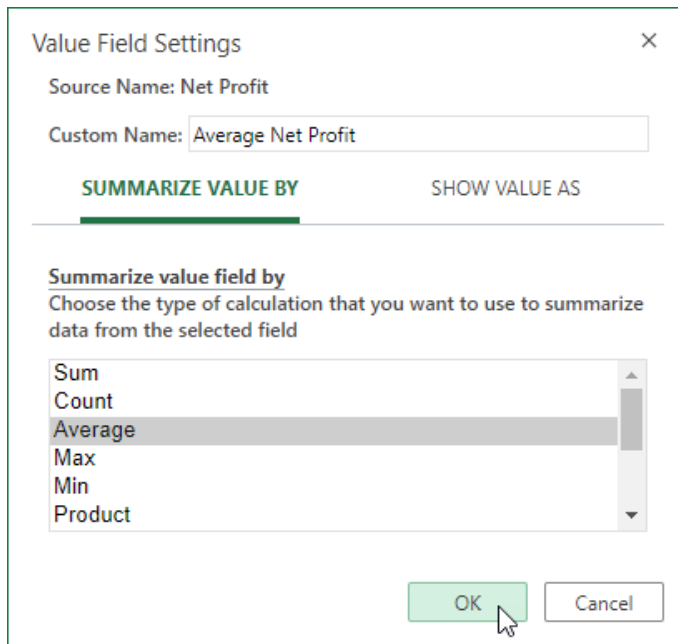 Value Field Settings
Source Name: Net Profit
Custom Name: Average Net Profit
SUMMARIZE VALUE BY SHOW VALUE AS
Summarize value field by
Choose the type of calculation that you want to use to summarize
data from the selected field
Sum
Count
Average
Max
Min
Product
OK Cancel